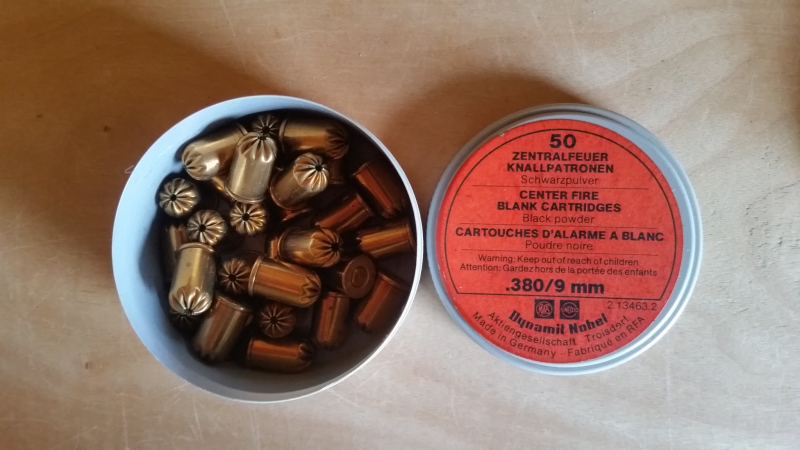 50
ZENTRALFEUER
KNALLPATRONEN
Schwarzpulver
CENTER FIRE
BLANK CARTRIDGES
Black powder
CARTOUCHES D'ALARME A BLANC
Poudre noire
Warning: Keep out of reach of children
Attention: Gardez hors de la portée des enfants
.380/9 mm
2 13463.2
Dynamit Nobel
Aktiengesellschaft Troisdorf
Made in Germany - Fabriqué en RFA